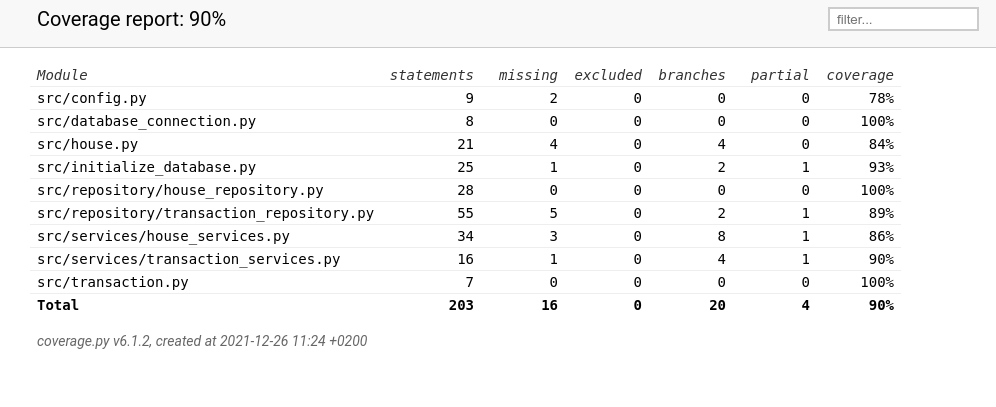 Coverage report: 90%
filter...
Module statements missing excluded branches partial coverage
src/config.py 9 2 0 0 0 78%
src/database_connection.py 8 0 0 0 0 100%
src/house.py 21 4 0 4 0 84%
src/initialize_database.py 25 1 0 2 1 93%
src/repository/house_repository.py 28 0 0 0 0 100%
src/repository/transaction_repository.py 55 5 0 2 1 89%
src/services/house_services.py 34 3 0 8 1 86%
src/services/transaction_services.py 16 1 0 4 1 90%
src/transaction.py 7 0 0 0 0 100%
Total 203 16 0 20 4 90%
coverage.py v6.1.2, created at 2021-12-26 11:24 +0200